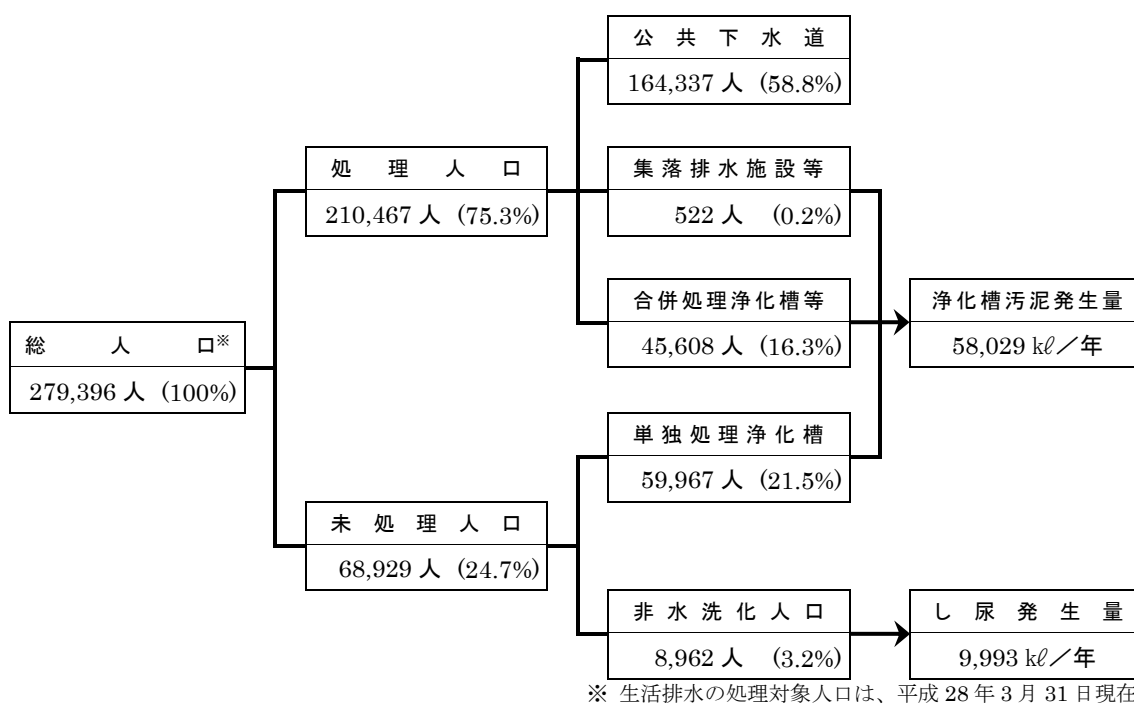 公共下水道
164,337 人 (58.8%)
処理人口
210,467 人 (75.3%)
集落排水施設等
522 人 (0.2%)
合併処理浄化槽等
45,608 人 (16.3%)
浄化槽汚泥発生量
58,029 kℓ／年
総人口※
279,396 人 (100%)
単独処理浄化槽
59,967 人 (21.5%)
未処理人口
68,929 人 (24.7%)
非水洗化人口
8,962 人 (3.2%)
し尿発生量
9,993 kℓ／年
※ 生活排水の処理対象人口は、平成 28 年 3 月 31 日現在